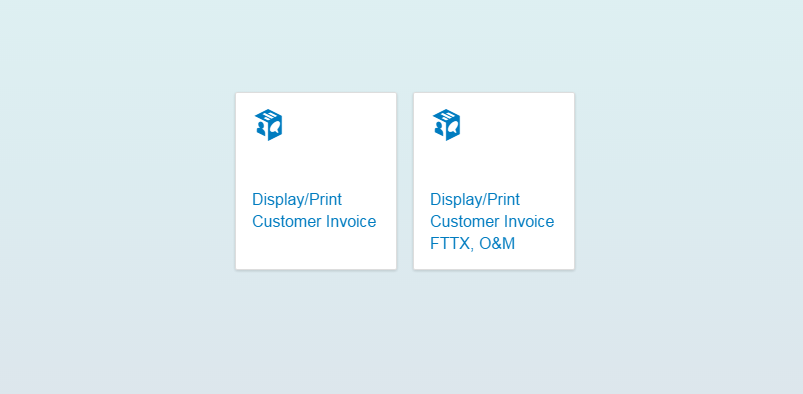 Display/Print
Customer Invoice
Display/Print
Customer Invoice
FTTX, O&M